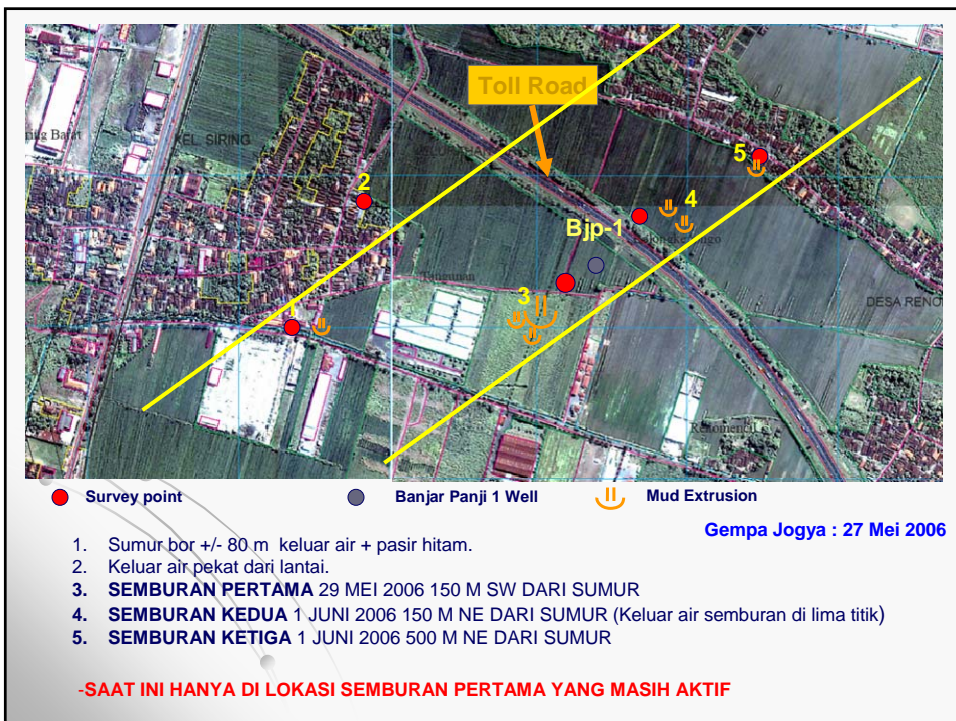 Toll Road
KEL. SIRING
5
2
4
Bjp-1
3
DESA RENO
1
Survey point
Banjar Panji 1 Well
Mud Extrusion
Gempa Jogya : 27 Mei 2006
1. Sumur bor +/- 80 m keluar air + pasir hitam.
2. Keluar air pekat dari lantai.
3. SEMBURAN PERTAMA 29 MEI 2006 150 M SW DARI SUMUR
4. SEMBURAN KEDUA 1 JUNI 2006 150 M NE DARI SUMUR (Keluar air semburan di lima titik)
5. SEMBURAN KETIGA 1 JUNI 2006 500 M NE DARI SUMUR
-SAAT INI HANYA DI LOKASI SEMBURAN PERTAMA YANG MASIH AKTIF